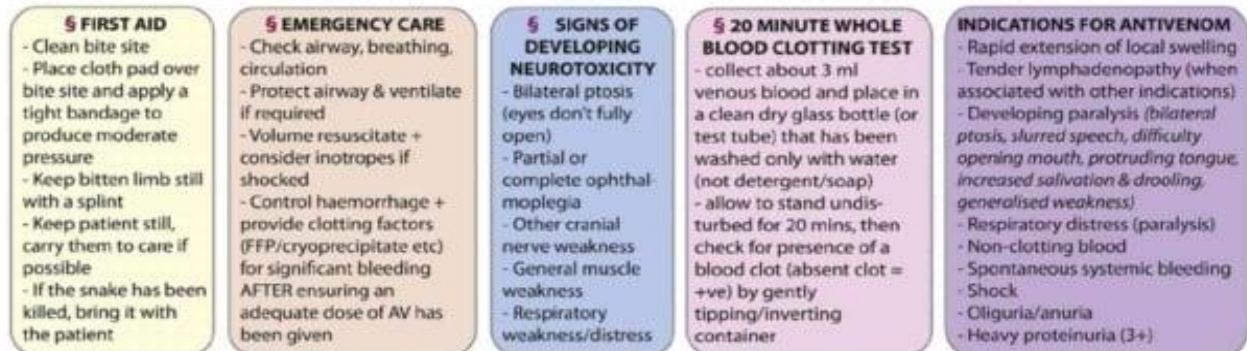 § FIRST AID
- Clean bite site
- Place cloth pad over
bite site and apply a
tight bandage to
produce moderate
pressure
- Keep bitten limb still
with a splint
- Keep patient still,
carry them to care if
possible
- If the snake has been
killed, bring it with
the patient
§ EMERGENCY CARE
- Check airway, breathing,
circulation
- Protect airway & ventilate
if required
- Volume resuscitate +
consider inotropes if
shocked
- Control haemorrhage +
provide clotting factors
(FFP/cryoprecipitate etc)
for significant bleeding
AFTER ensuring an
adequate dose of AV has
been given
§ SIGNS OF
DEVELOPING
NEUROTOXICITY
- Bilateral ptosis
(eyes don't fully
open)
- Partial or
complete ophthal-
moplegia
- Other cranial
nerve weakness
- General muscle
weakness
- Respiratory
weakness/distress
§ 20 MINUTE WHOLE
BLOOD CLOTTING TEST
- collect about 3 ml
venous blood and place in
a clean dry glass bottle (or
test tube) that has been
washed only with water
(not detergent/soap)
- allow to stand undis-
turbed for 20 mins, then
check for presence of a
blood clot (absent clot =
+ve) by gently
tipping/inverting
container
INDICATIONS FOR ANTIVENOM
- Rapid extension of local swelling
- Tender lymphadenopathy (when
associated with other indications)
- Developing paralysis (bilateral
ptosis, slurred speech, difficulty
opening mouth, protruding tongue,
increased salivation & drooling,
generalised weakness)
- Respiratory distress (paralysis)
- Non-clotting blood
- Spontaneous systemic bleeding
- Shock
- Oliguria/anuria
- Heavy proteinuria (3+)